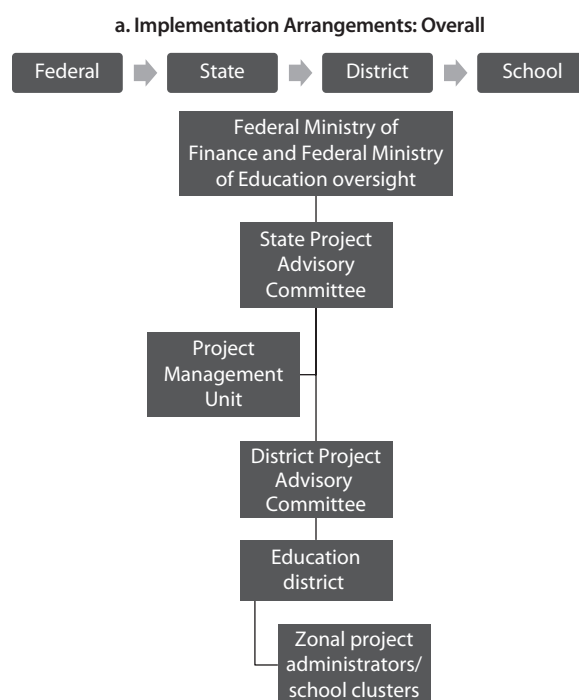 a. Implementation Arrangements: Overall
Federal
State
District
School
Federal Ministry of
Finance and Federal Ministry
of Education oversight
State Project
Advisory
Committee
Project
Management
Unit
District Project
Advisory
Committee
Education
district
Zonal project
administrators/
school clusters